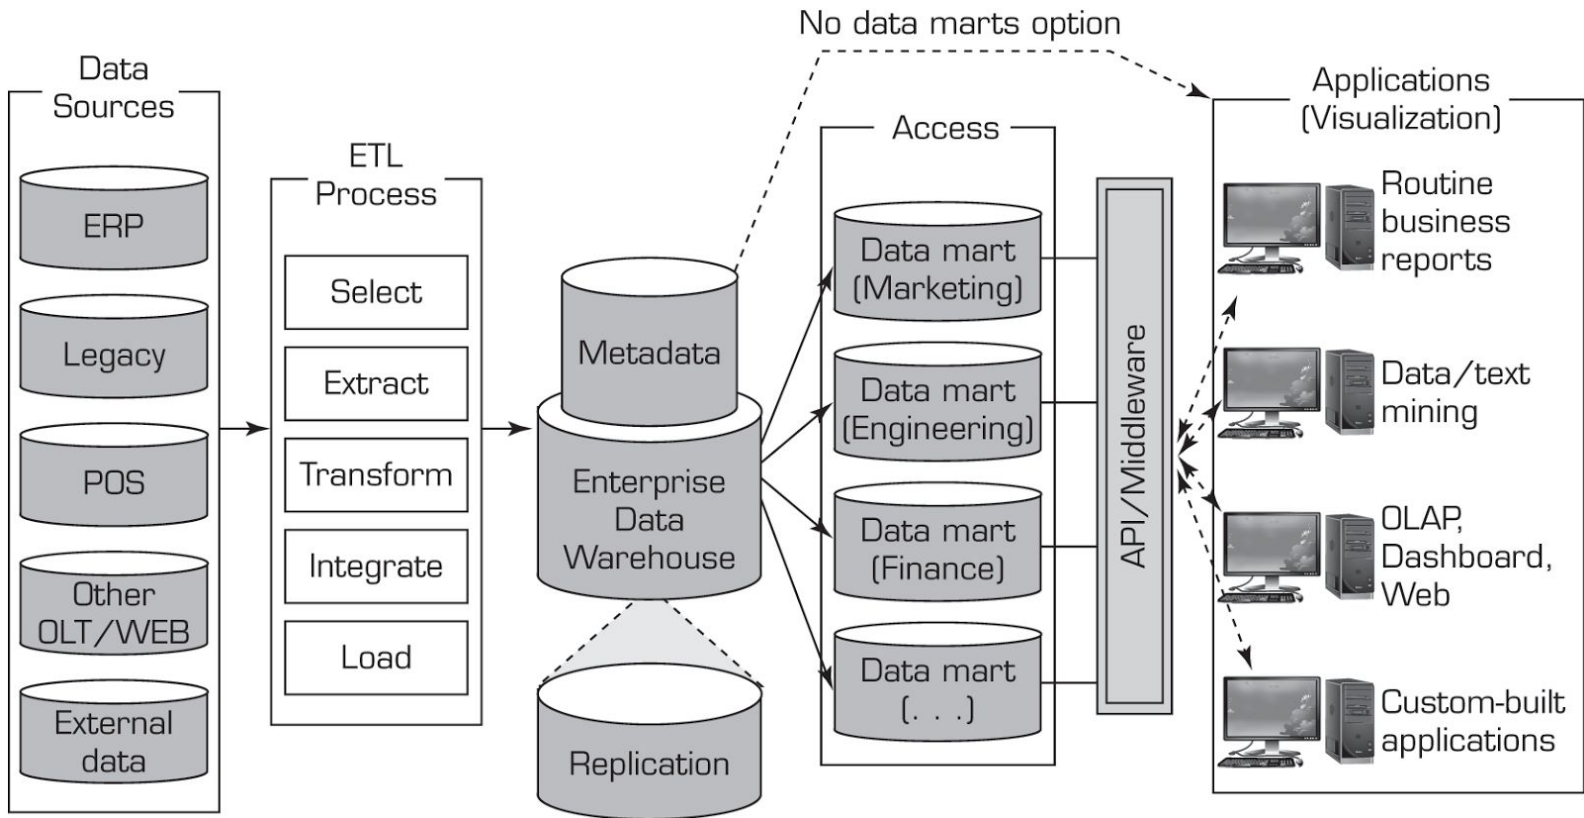 No data marts option
Data
Sources
ERP
Legacy
POS
Other
OLT/WEB
External
data
ETL
Process
Select
Extract
Transform
Integrate
Load
Metadata
Enterprise
Data
Warehouse
Replication
Access
Data mart
(Marketing)
Data mart
(Engineering)
Data mart
(Finance)
Data mart
(. . .)
API/Middleware
Applications
(Visualization)
Routine
business
reports
Data/text
mining
OLAP,
Dashboard,
Web
Custom-built
applications